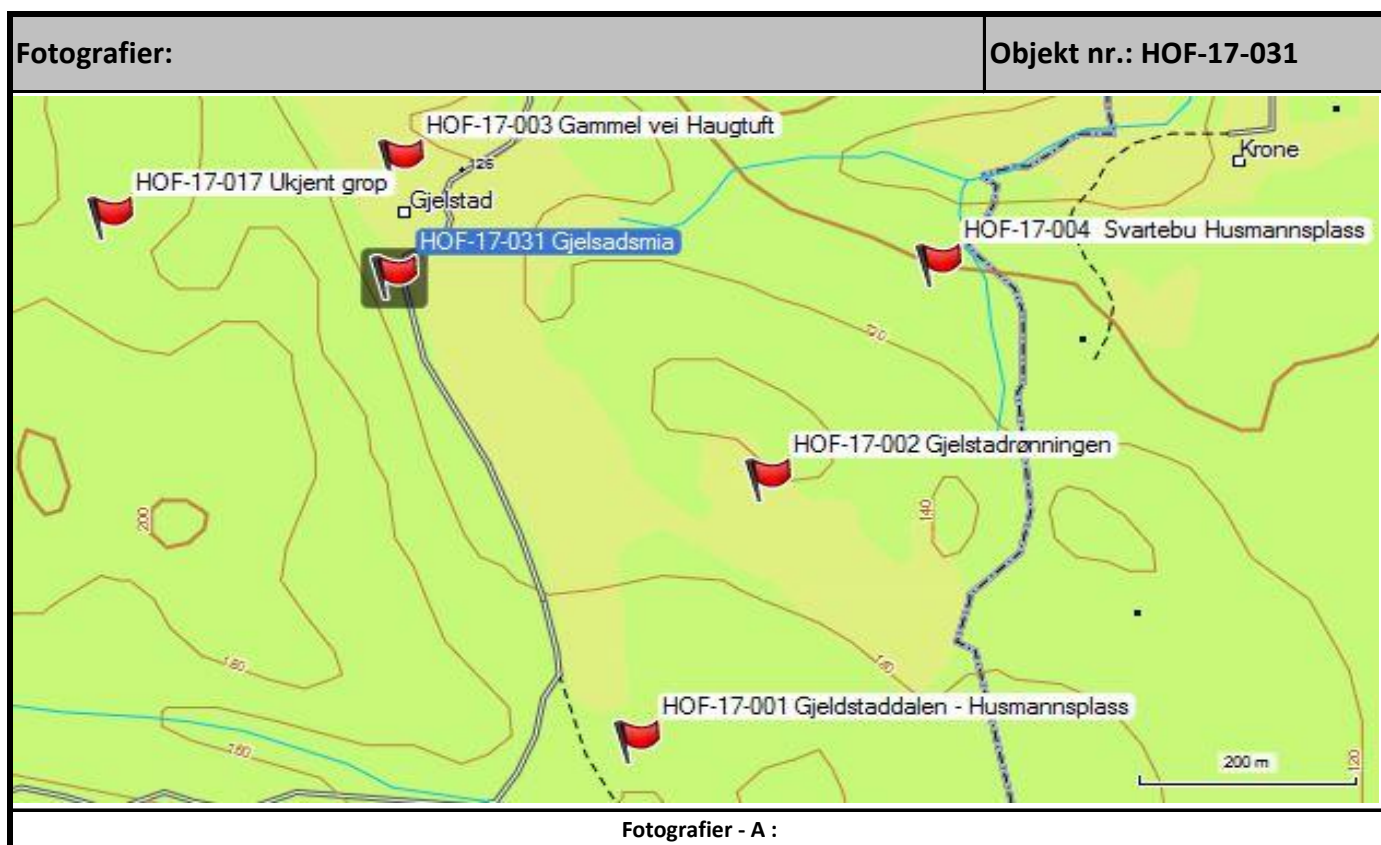 Fotografier:
Objekt nr.: HOF-17-031
HOF-17-003 Gammel vei Haugtuft
126
Krone
HOF-17-017 Ukjent grop
Gjelstad
HOF-17-031 Gjelsadsmia
HOF-17-004 Svartebu Husmannsplass
120
HOF-17-002 Gjelstadrønningen
200
140
180
160
HOF-17-001 Gjeldstaddalen - Husmannsplass
160
200 m
120
Fotografier - A :